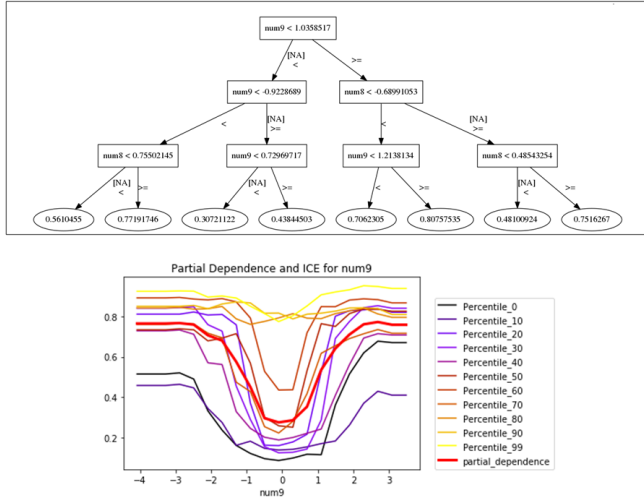 num9 < 1.0358517
[NA]
<
>=
num9 < -0.9228689
num8 < -0.68991053
<
[NA]
>=
<
[NA]
>=
num8 < 0.75502145
num9 < 0.72969717
num9 < 1.2138134
num8 < 0.48543254
[NA]
<
>=
[NA]
<
>=
<
>=
[NA]
<
>=
0.5610455
0.77191746
0.30721122
0.43844503
0.7062305
0.80757535
0.48100924
0.7516267
Partial Dependence and ICE for num9
0.8
0.6
0.4
0.2
−4 −3 −2 −1 0 1 2 3
num9
Percentile_0
Percentile_10
Percentile_20
Percentile_30
Percentile_40
Percentile_50
Percentile_60
Percentile_70
Percentile_80
Percentile_90
Percentile_99
partial_dependence